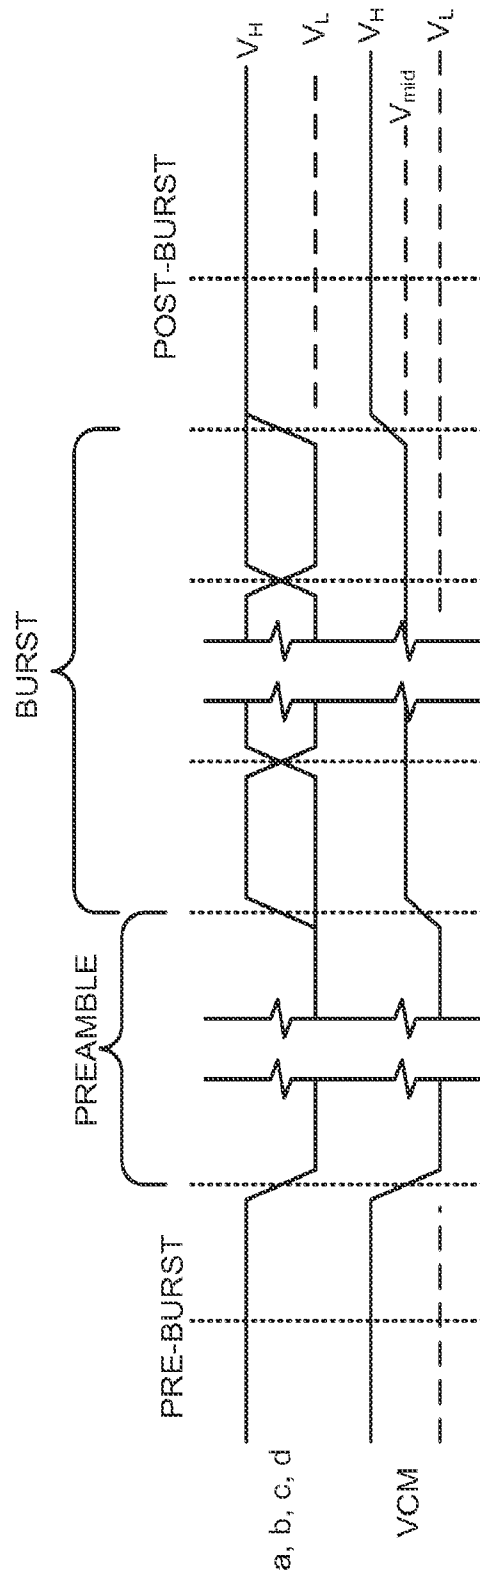 BURST
PREAMBLE
PRE-BURST
POST-BURST
a, b, c, d
VH
VL
VCM
VH
Vmid
VL